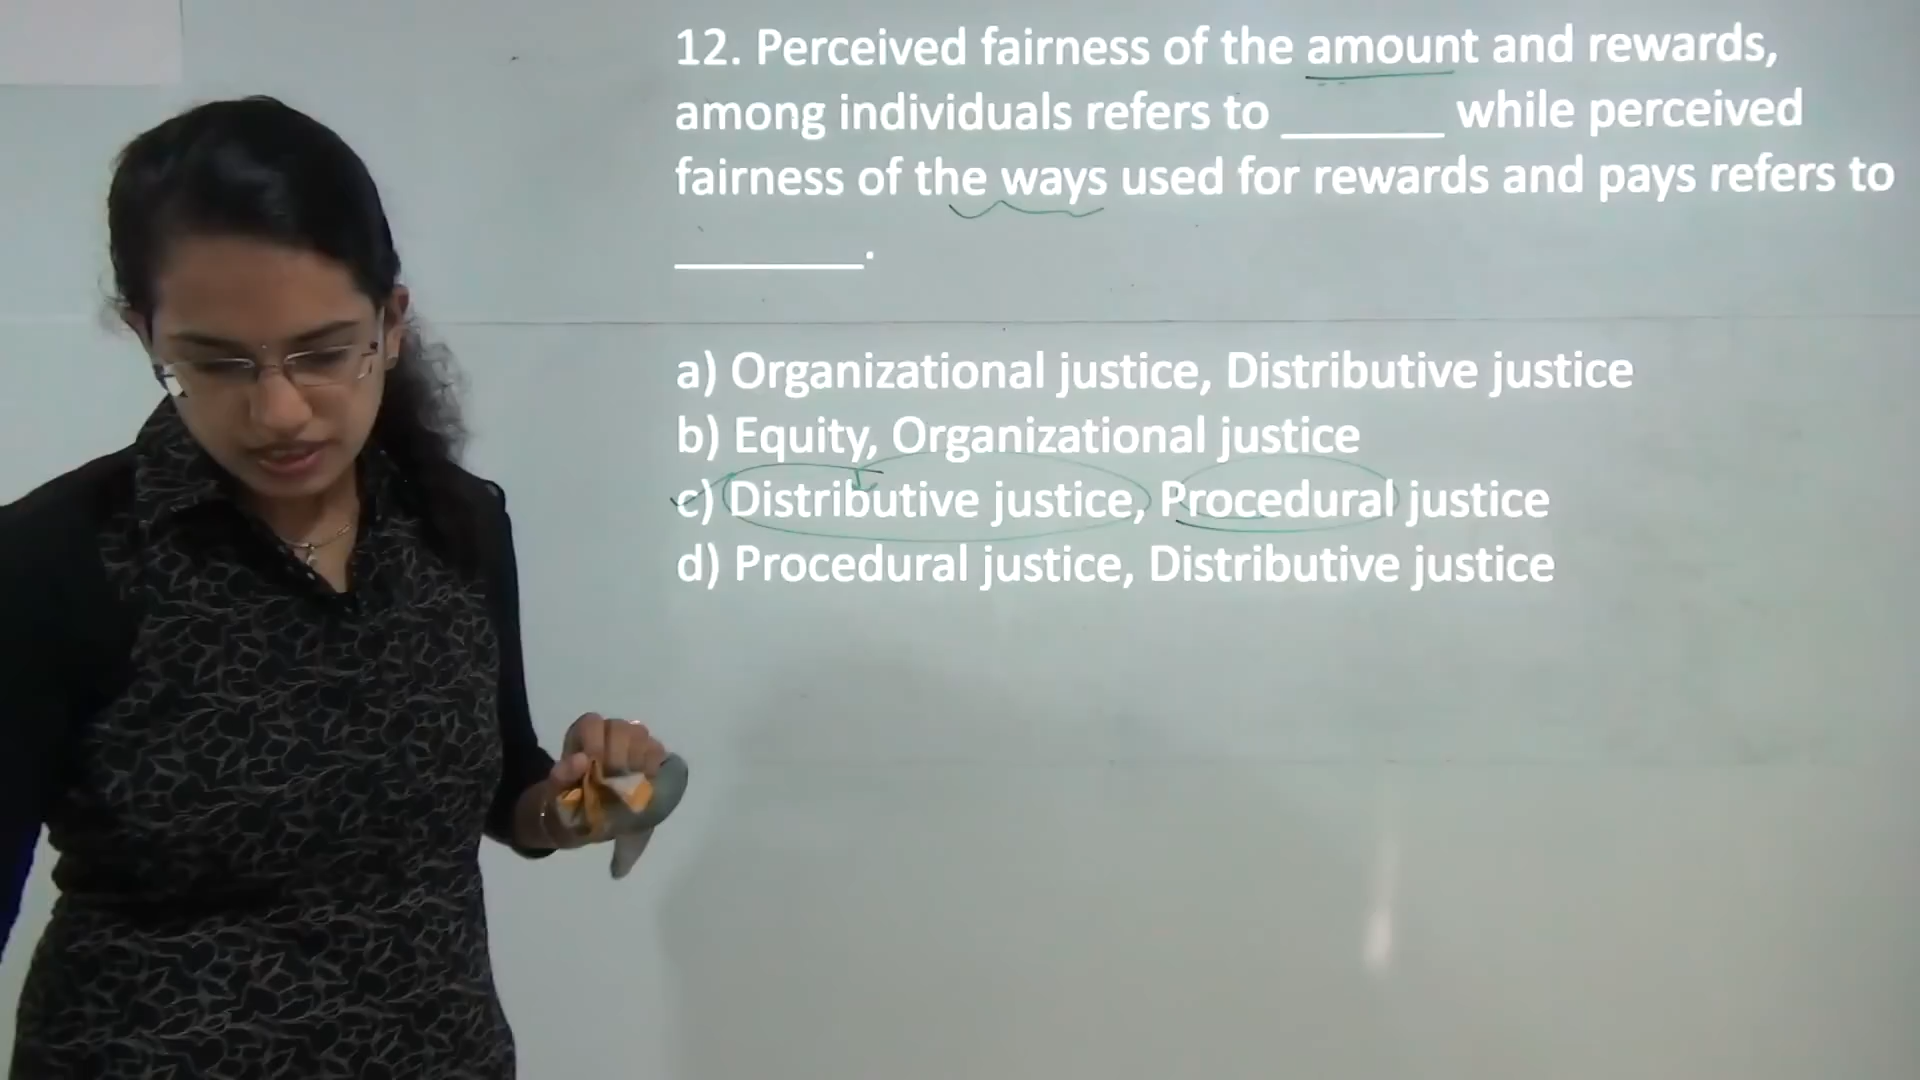 12. Perceived fairness of the amount and rewards,
among individuals refers to _______ while perceived
fairness of the ways used for rewards and pays refers to
________.
a) Organizational justice, Distributive justice
b) Equity, Organizational justice
c) Distributive justice, Procedural justice
d) Procedural justice, Distributive justice